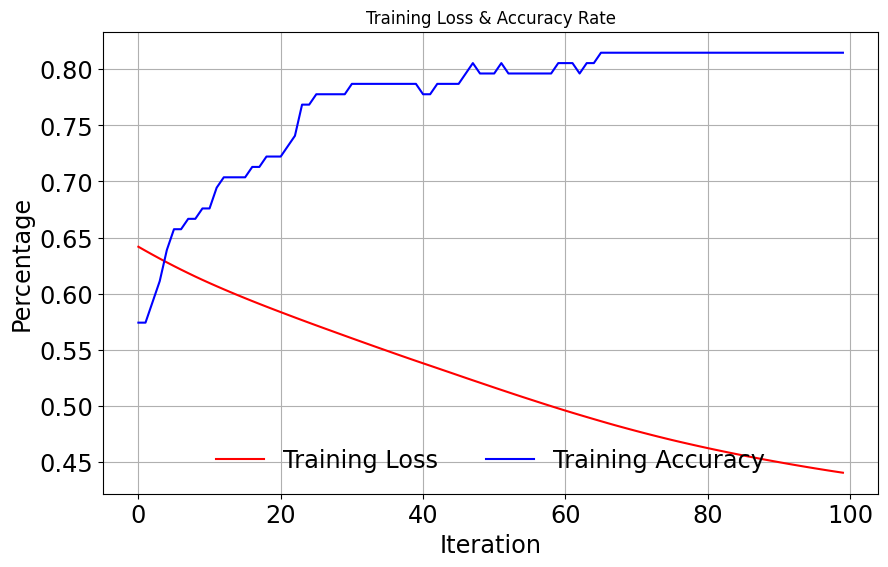 Training Loss & Accuracy Rate
0.80
0.75
0.70
0.65
0.60
0.55
0.50
0.45
Percentage
Training Loss Training Accuracy
0 20 40 60 80 100
Iteration